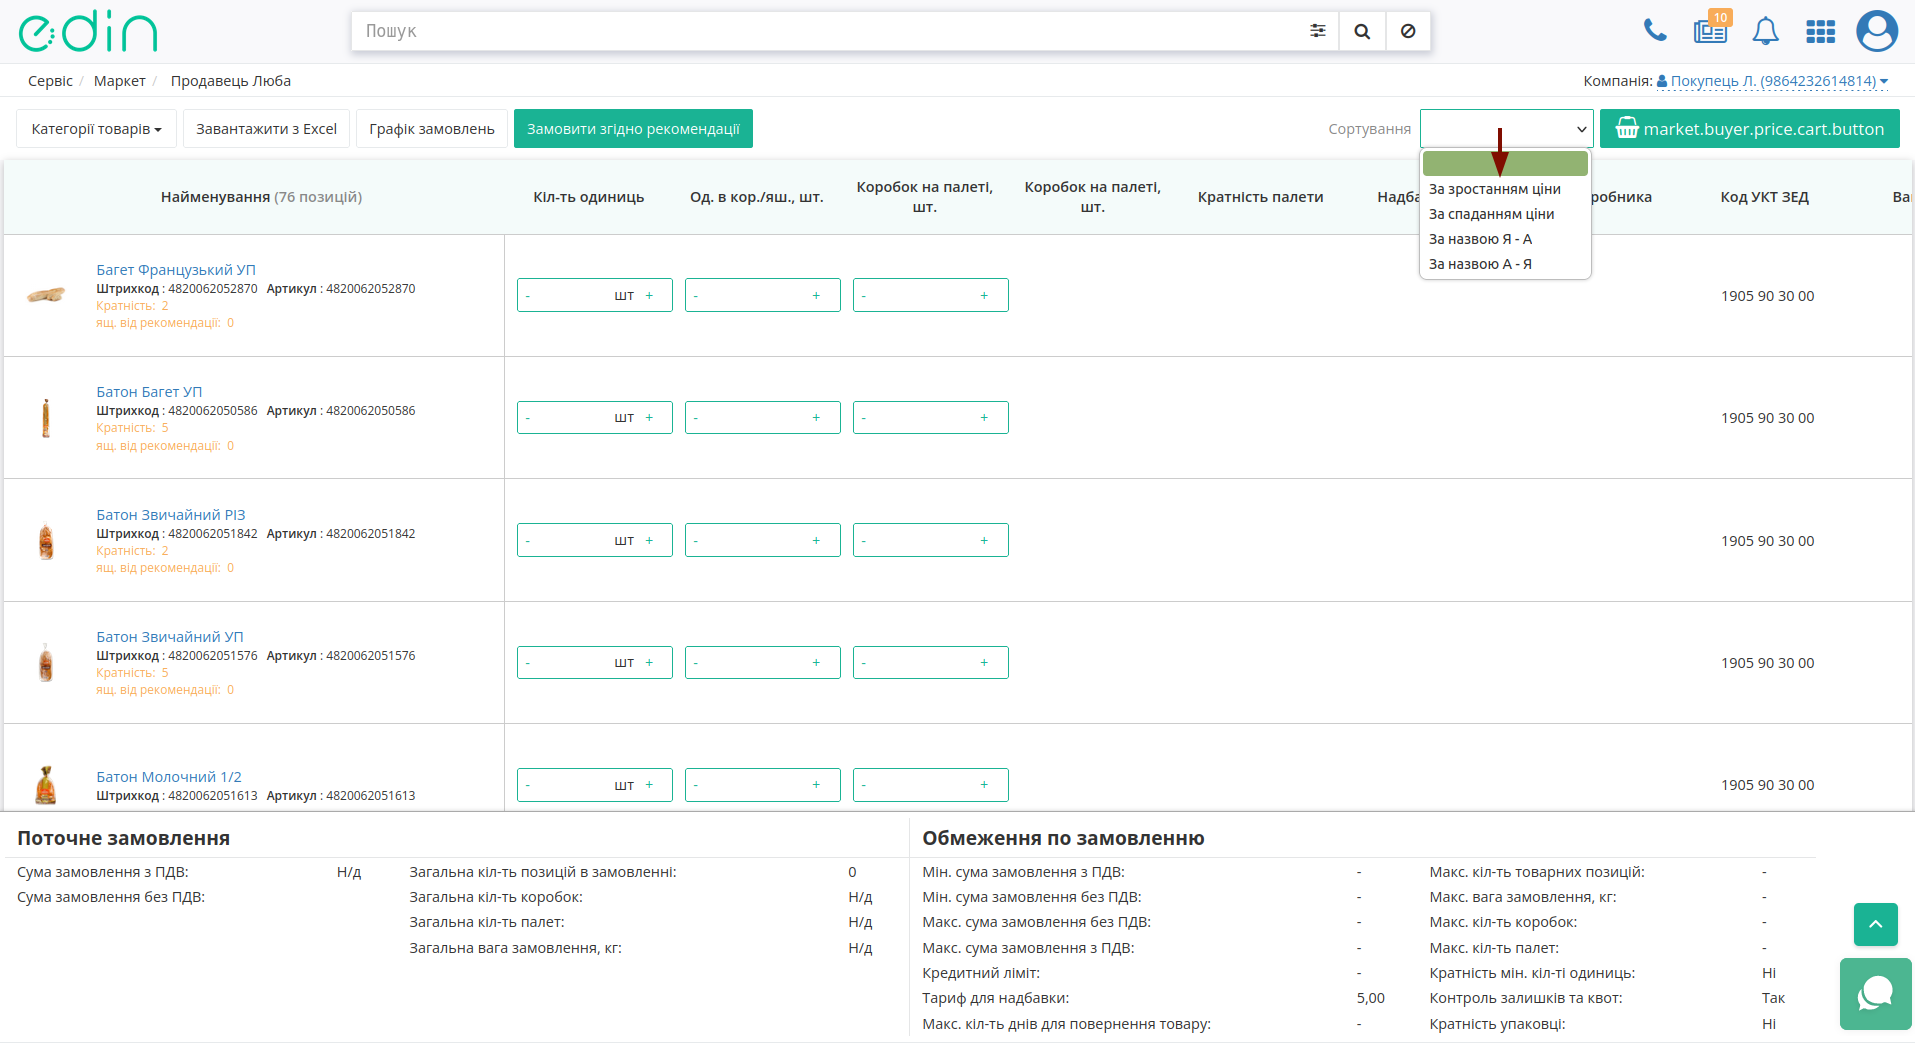 edin
Пошук
10
Сервіс / Маркет / Продавець Люба
Компанія: Покупець Л. (9864232614814)
Категорії товарів
Завантажити з Excel
Графік замовлень
Замовити згідно рекомендації
Сортування
market.buyer.price.cart.button
За зростанням ціни
За спаданням ціни
За назвою Я - А
За назвою А - Я
Найменування (76 позицій)
Кіл-ть одиниць
Од. в кор./яш., шт.
Коробок на палеті, шт.
Коробок на палеті, шт.
Кратність палети
Надба
робника
Код УКТ ЗЕД
Ва
Багет Французький УП
Штрихкод : 4820062052870 Артикул : 4820062052870
Кратність: 2
ящ. від рекомендації: 0
- шт + - + - +
1905 90 30 00
Батон Багет УП
Штрихкод : 4820062050586 Артикул : 4820062050586
Кратність: 5
ящ. від рекомендації: 0
- шт + - + - +
1905 90 30 00
Батон Звичайний РІЗ
Штрихкод : 4820062051842 Артикул : 4820062051842
Кратність: 2
ящ. від рекомендації: 0
- шт + - + - +
1905 90 30 00
Батон Звичайний УП
Штрихкод : 4820062051576 Артикул : 4820062051576
Кратність: 5
ящ. від рекомендації: 0
- шт + - + - +
1905 90 30 00
Батон Молочний 1/2
Штрихкод : 4820062051613 Артикул : 4820062051613
- шт + - + - +
1905 90 30 00
Поточне замовлення
Сума замовлення з ПДВ: Н/д
Сума замовлення без ПДВ:
Загальна кіл-ть позицій в замовленні: 0
Загальна кіл-ть коробок: Н/д
Загальна кіл-ть палет: Н/д
Загальна вага замовлення, кг: Н/д
Обмеження по замовленню
Мін. сума замовлення з ПДВ: -
Мін. сума замовлення без ПДВ: -
Макс. сума замовлення без ПДВ: -
Макс. сума замовлення з ПДВ: -
Кредитний ліміт: -
Тариф для надбавки: 5,00
Макс. кіл-ть днів для повернення товару: -
Макс. кіл-ть товарних позицій: -
Макс. вага замовлення, кг: -
Макс. кіл-ть коробок: -
Макс. кіл-ть палет: -
Кратність мін. кіл-ті одиниць: Ні
Контроль залишків та квот: Так
Кратність упаковці: Ні